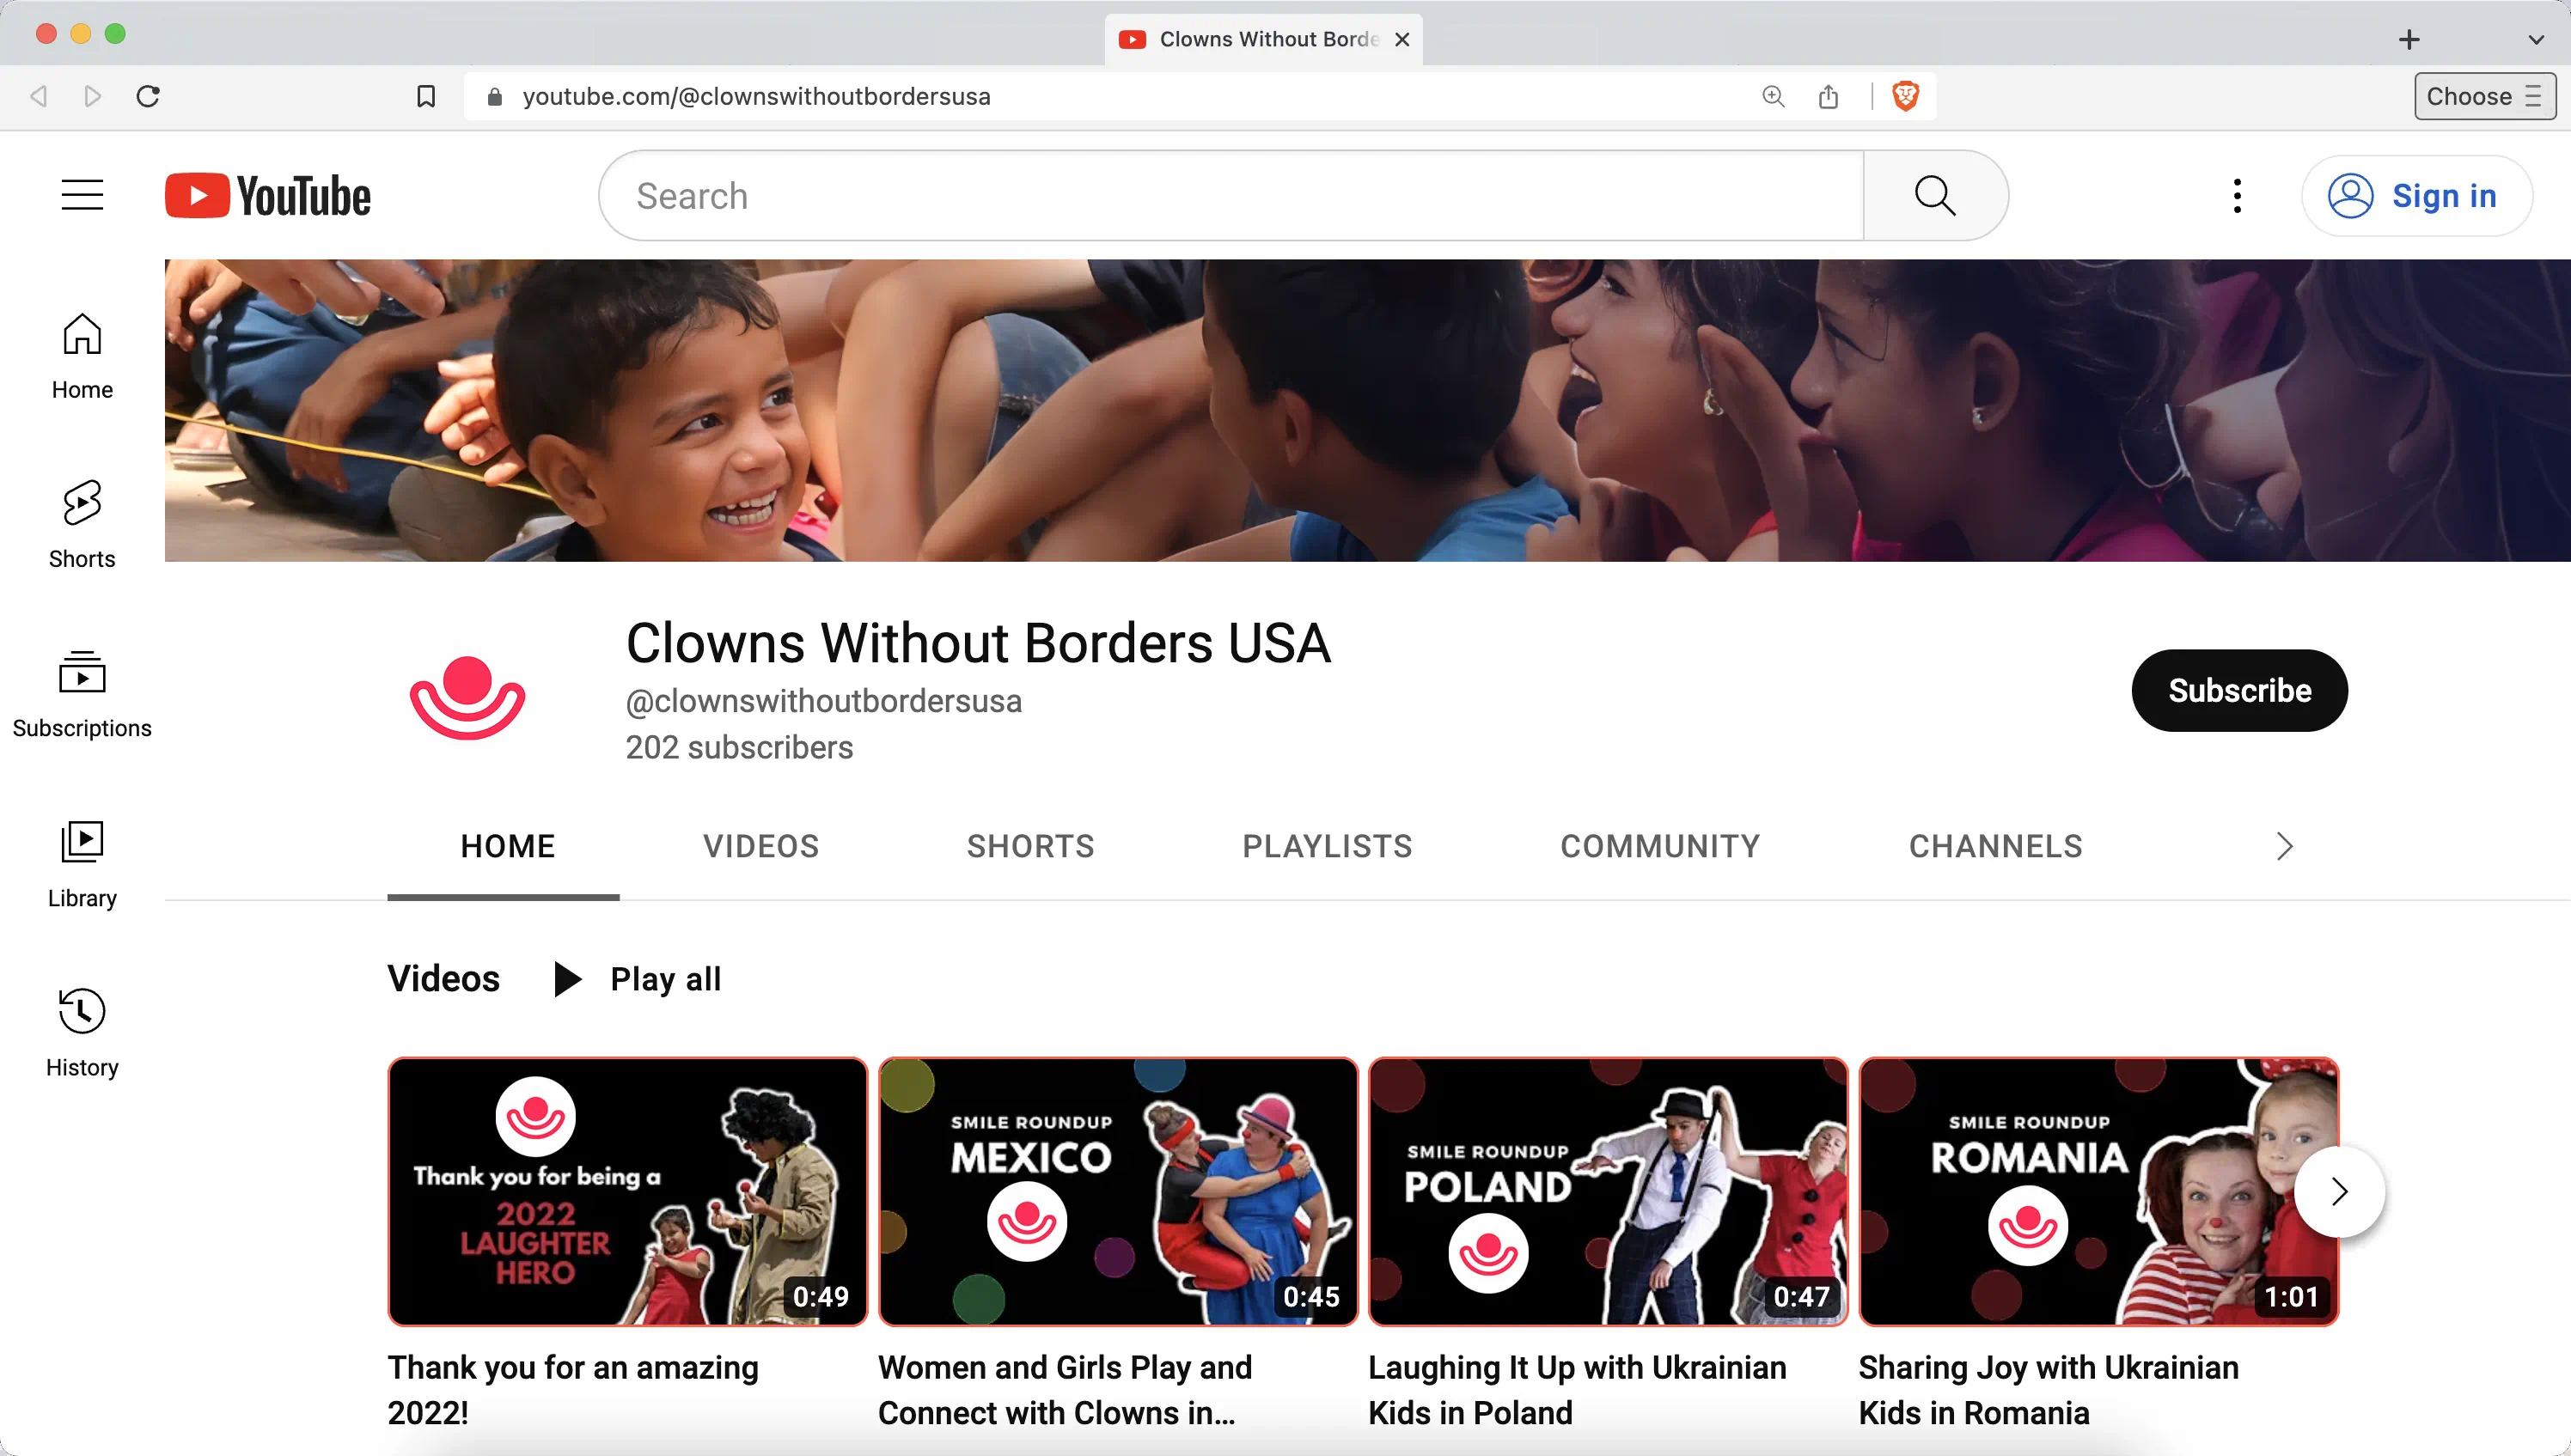 Clowns Without Borde
youtube.com/@clownswithoutbordersusa
Choose
YouTube
Search
Sign in
Home
Shorts
Subscriptions
Library
History
Clowns Without Borders USA
@clownswithoutbordersusa
202 subscribers
Subscribe
HOME
VIDEOS
SHORTS
PLAYLISTS
COMMUNITY
CHANNELS
Videos
Play all
Thank you for being a
2022
LAUGHTER
HERO
0:49
Thank you for an amazing
2022!
SMILE ROUNDUP
MEXICO
0:45
Women and Girls Play and
Connect with Clowns in...
SMILE ROUNDUP
POLAND
0:47
Laughing It Up with Ukrainian
Kids in Poland
SMILE ROUNDUP
ROMANIA
1:01
Sharing Joy with Ukrainian
Kids in Romania